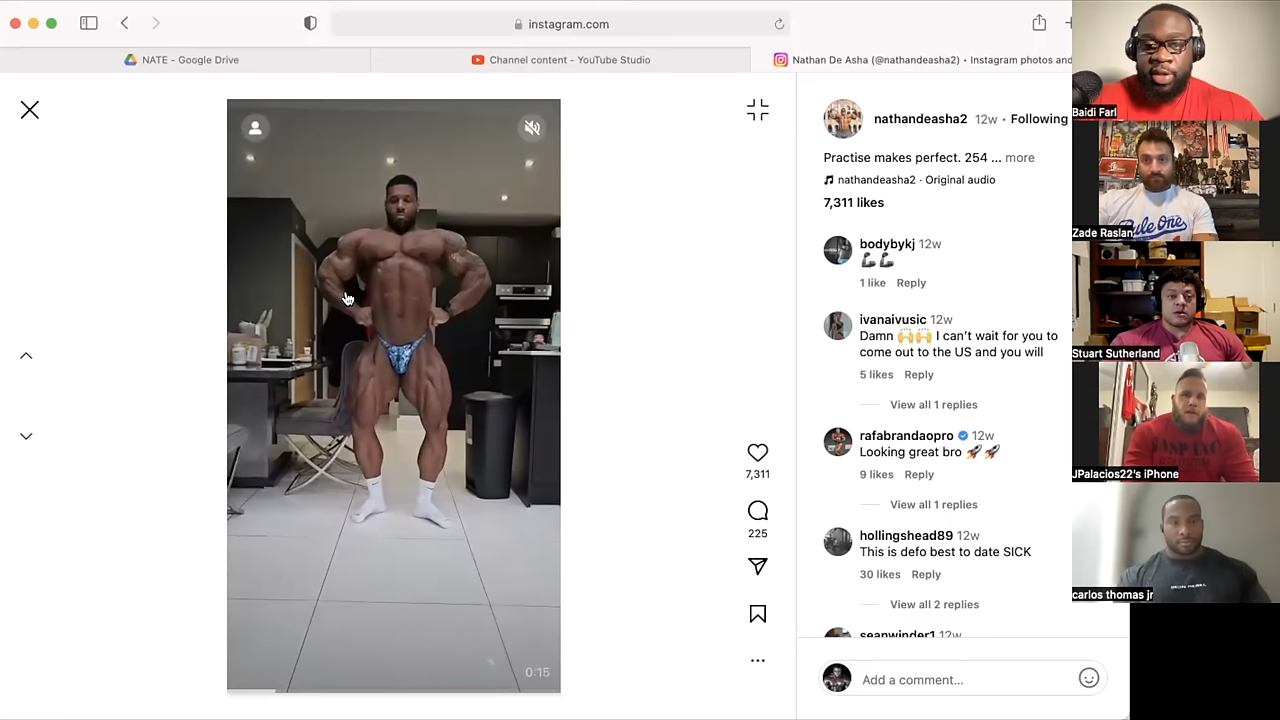 instagram.com
NATE - Google Drive
Channel content - YouTube Studio
Nathan De Asha (@nathandeasha2) • Instagram photos and
0:15
7,311
225
nathandeasha2 12w • Following
Practise makes perfect. 254 ... more
nathandeasha2 · Original audio
7,311 likes
bodybykj 12w
💪💪
1 like Reply
ivanaivusic 12w
Damn 🙌🙌 I can't wait for you to
come out to the US and you will
5 likes Reply
View all 1 replies
rafabrandaopro 12w
Looking great bro 🚀🚀
9 likes Reply
View all 1 replies
hollingshead89 12w
This is defo best to date SICK
30 likes Reply
View all 2 replies
seanwinder1 12w
Add a comment...
Baidi Farl
Rule One
Zade Raslan
Stuart Sutherland
JPalacios22's iPhone
carlos thomas jr